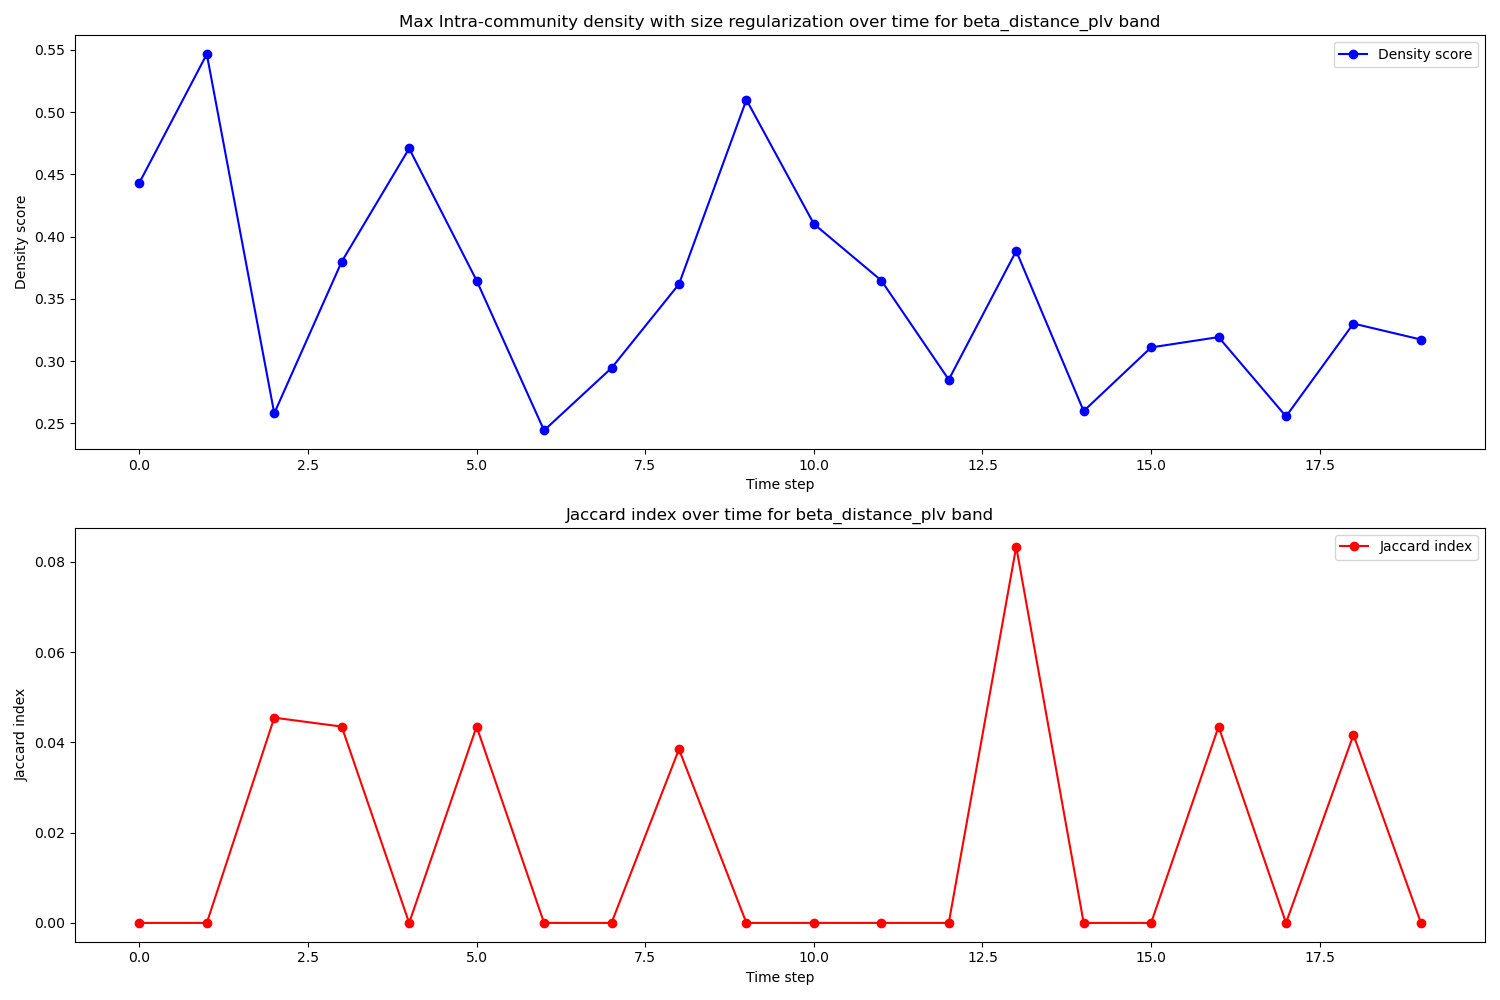 Max Intra-community density with size regularization over time for beta_distance_plv band
Density score
0.55
0.50
0.45
0.40
0.35
0.30
0.25
Density score
0.0 2.5 5.0 7.5 10.0 12.5 15.0 17.5
Time step
Jaccard index over time for beta_distance_plv band
Jaccard index
0.08
0.06
0.04
0.02
0.00
Jaccard index
0.0 2.5 5.0 7.5 10.0 12.5 15.0 17.5
Time step